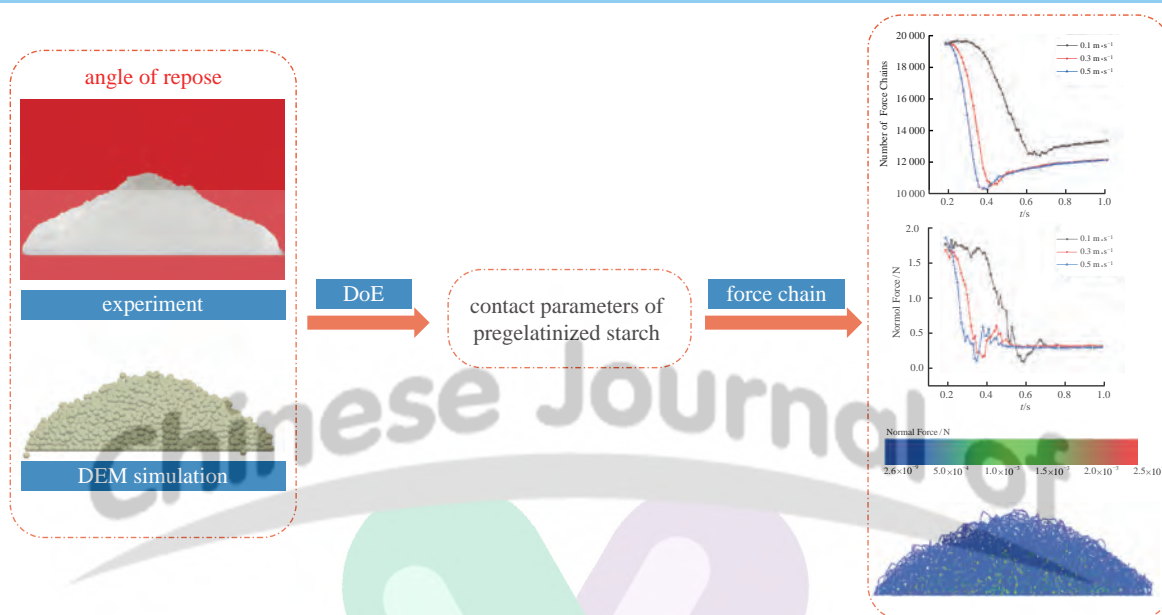 angle of repose
experiment
DEM simulation
DoE
contact parameters of
pregelatinized starch
force chain
20 000
18 000
16 000
14 000
12 000
10 000
Number of Force Chains
0.1 m·s⁻¹
0.3 m·s⁻¹
0.5 m·s⁻¹
0.2 0.4 0.6 0.8 1.0
t/s
2.0
1.5
1.0
0.5
0.0
Normal Force / N
0.1 m·s⁻¹
0.3 m·s⁻¹
0.5 m·s⁻¹
0.2 0.4 0.6 0.8 1.0
t/s
Normal Force / N
Chinese Journal of